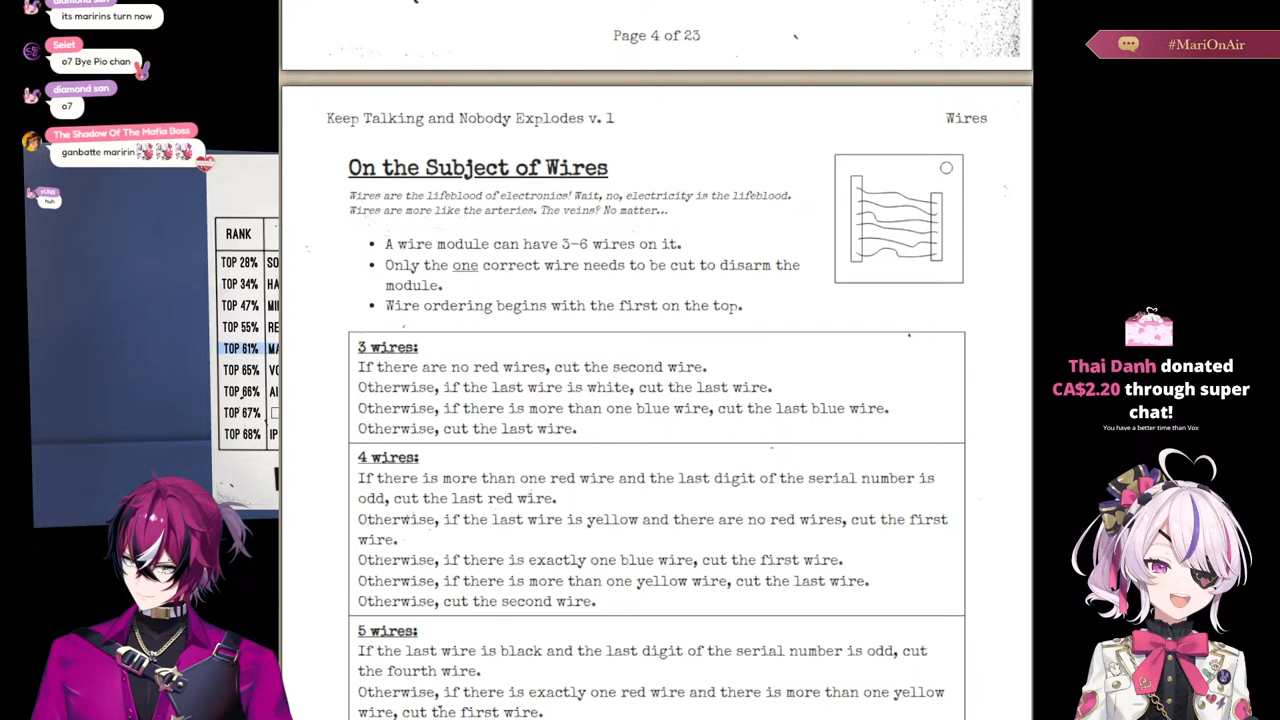 diamond san
its maririns turn now
Seiet
o7 Bye Pio chan
diamond san
o7
The Shadow Of The Mafia Boss
ganbatte maririn
yUNG
huh
RANK
TOP 28% SO
TOP 34% HA
TOP 47%
TOP 55% RE
TOP 61% MA
TOP 65% VO
TOP 66% AI
TOP 67%
TOP 68% IP
Page 4 of 23
Keep Talking and Nobody Explodes v. 1
Wires
On the Subject of Wires
Wires are the lifeblood of electronics! Wait, no, electricity is the lifeblood.
Wires are more like the arteries. The veins? No matter...
• A wire module can have 3-6 wires on it.
• Only the one correct wire needs to be cut to disarm the
module.
• Wire ordering begins with the first on the top.
3 wires:
If there are no red wires, cut the second wire.
Otherwise, if the last wire is white, cut the last wire.
Otherwise, if there is more than one blue wire, cut the last blue wire.
Otherwise, cut the last wire.
4 wires:
If there is more than one red wire and the last digit of the serial number is
odd, cut the last red wire.
Otherwise, if the last wire is yellow and there are no red wires, cut the first
wire.
Otherwise, if there is exactly one blue wire, cut the first wire.
Otherwise, if there is more than one yellow wire, cut the last wire.
Otherwise, cut the second wire.
5 wires:
If the last wire is black and the last digit of the serial number is odd, cut
the fourth wire.
Otherwise, if there is exactly one red wire and there is more than one yellow
wire, cut the first wire.
#MariOnAir
Thai Danh donated
CA$2.20 through super
chat!
You have a better time than Vox